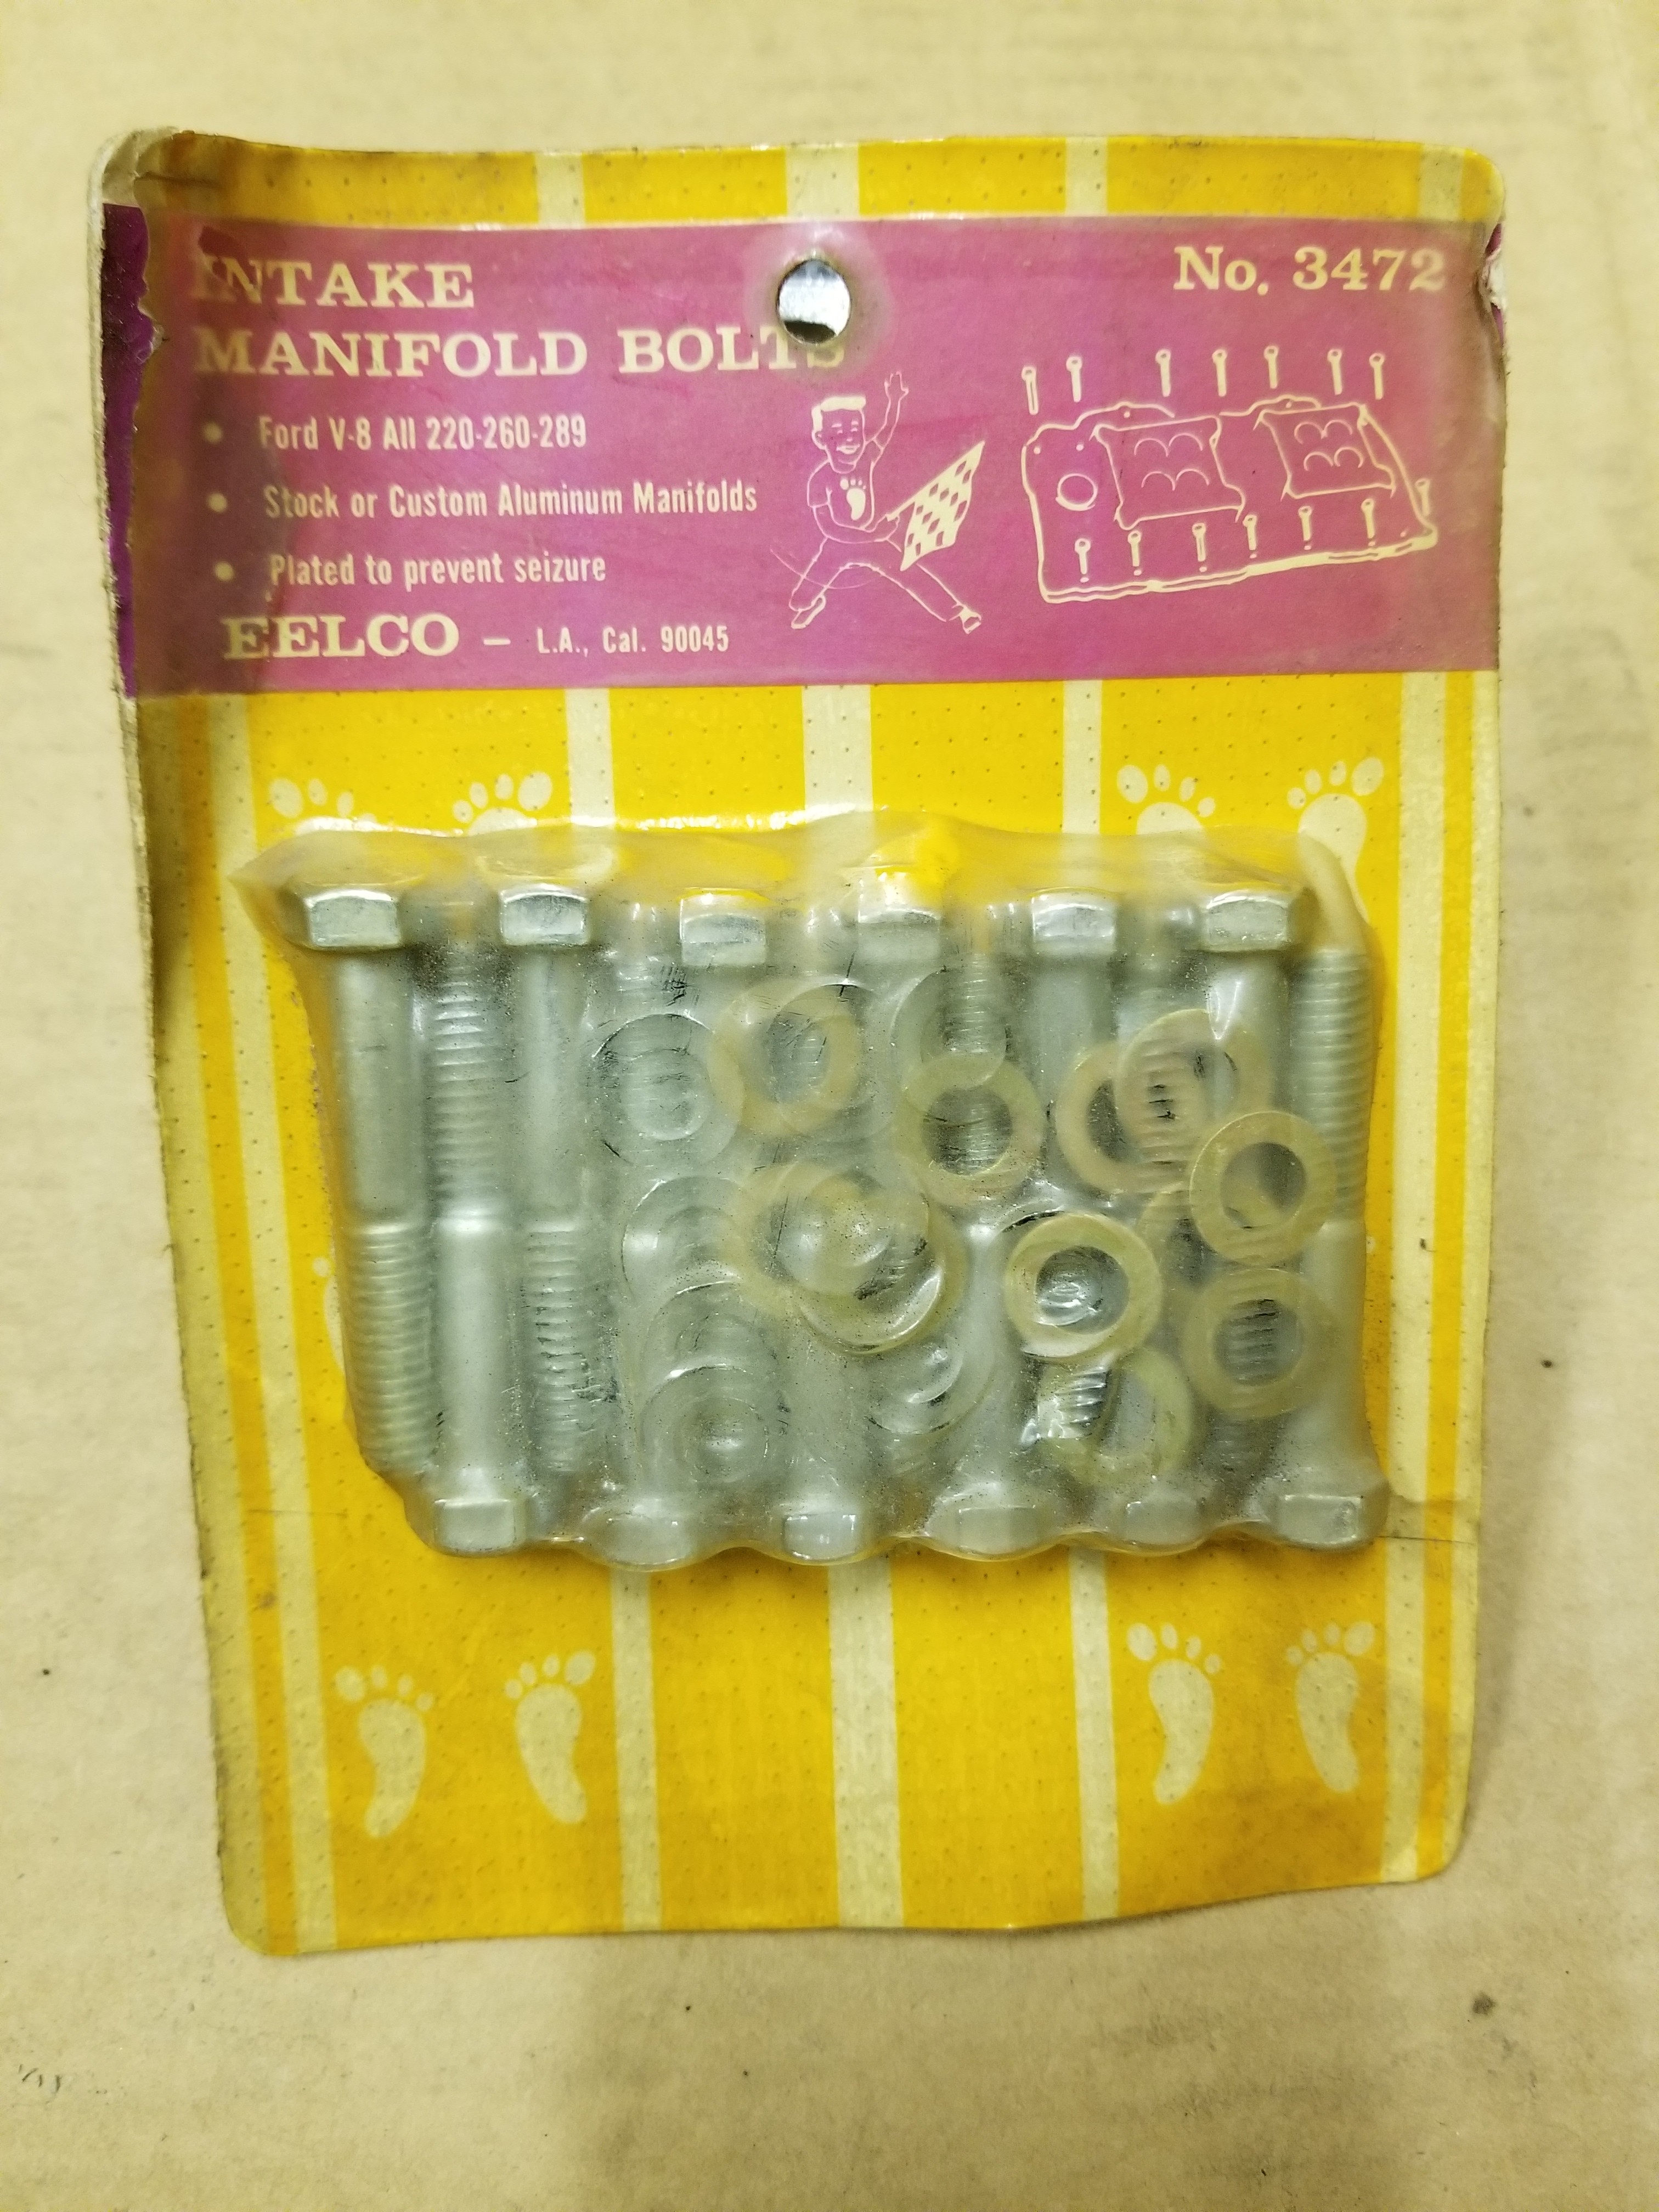 INTAKE
MANIFOLD BOLTS
No. 3472
• Ford V-8 All 220-260-289
• Stock or Custom Aluminum Manifolds
• Plated to prevent seizure
EELCO – L.A., Cal. 90045